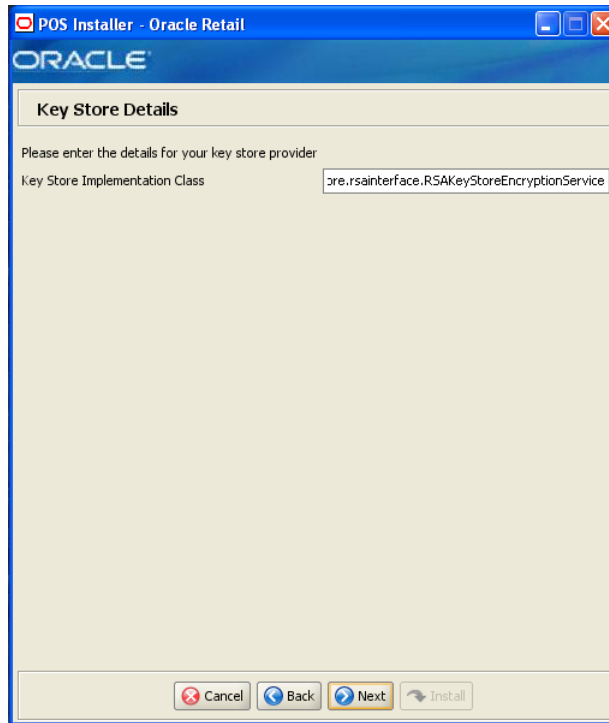 POS Installer - Oracle Retail
ORACLE
Key Store Details
Please enter the details for your key store provider
Key Store Implementation Class
ore.rsainterface.RSAKeyStoreEncryptionService
Cancel
Back
Next
Install